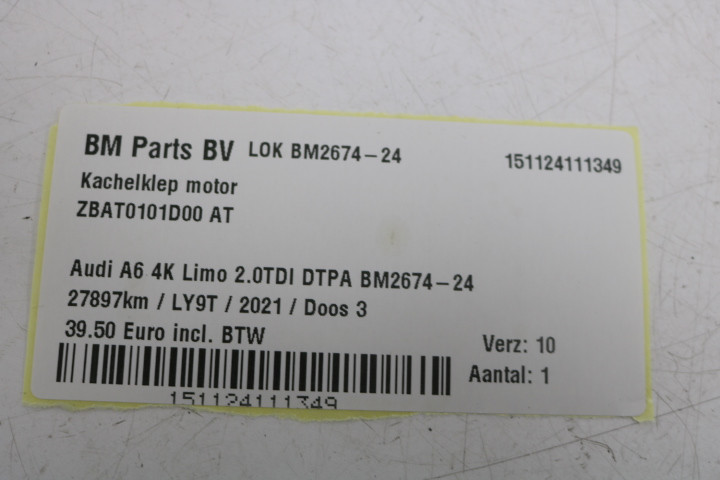 BM Parts BV LOK BM2674-24 151124111349
Kachelklep motor
ZBAT0101D00 AT
Audi A6 4K Limo 2.0TDI DTPA BM2674-24
27897km / LY9T / 2021 / Doos 3
39.50 Euro incl. BTW
Verz: 10
Aantal: 1
151124111349